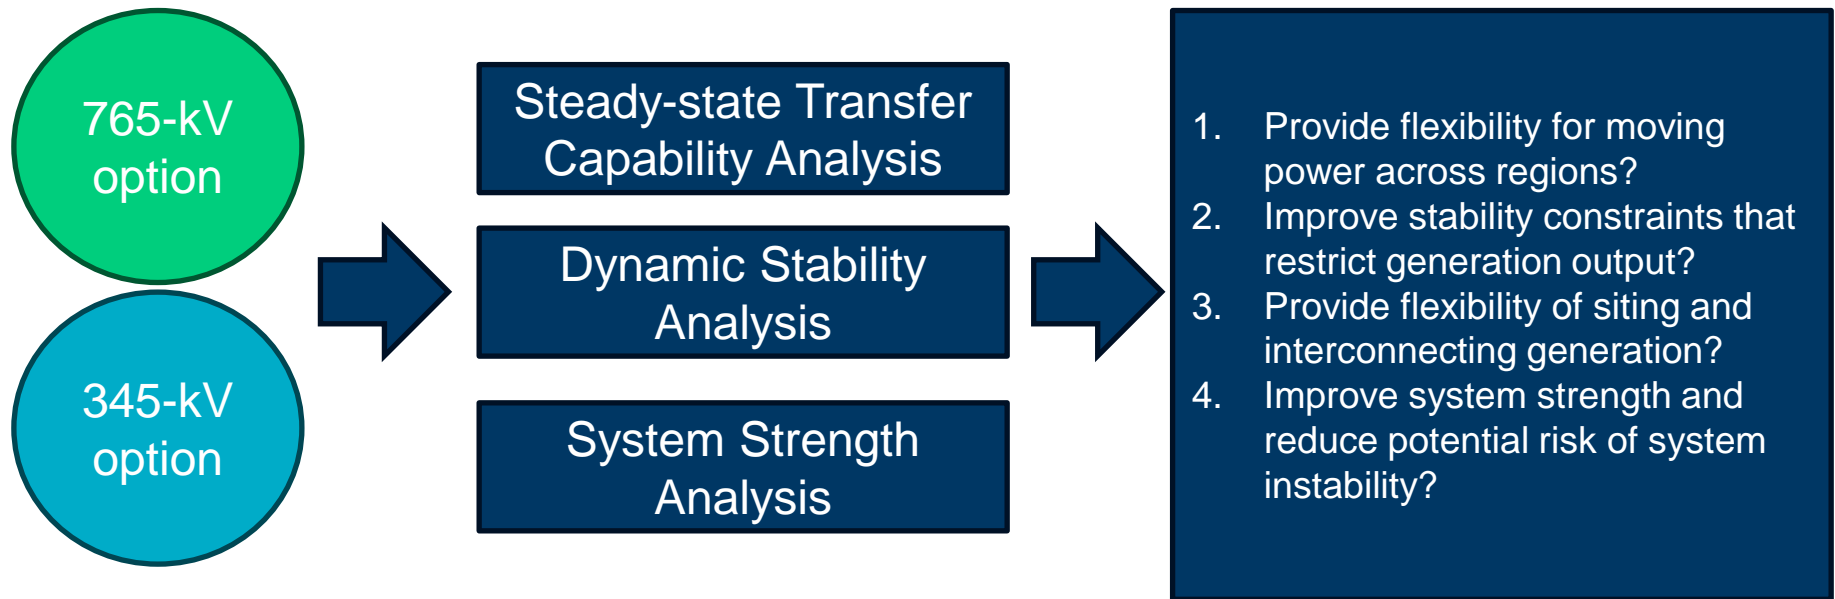 765-kV
option
345-kV
option
Steady-state Transfer
Capability Analysis
Dynamic Stability
Analysis
System Strength
Analysis
1. Provide flexibility for moving
power across regions?
2. Improve stability constraints that
restrict generation output?
3. Provide flexibility of siting and
interconnecting generation?
4. Improve system strength and
reduce potential risk of system
instability?